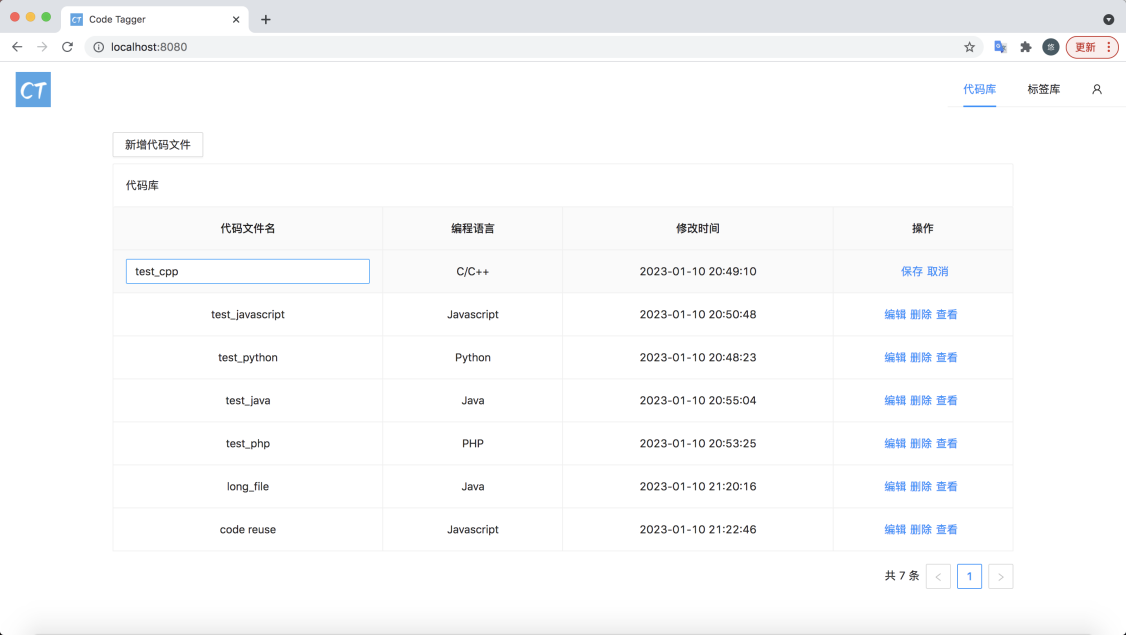 CT Code Tagger
localhost:8080
更新
CT
代码库 标签库
新增代码文件
代码库
代码文件名 编程语言 修改时间 操作
test_cpp C/C++ 2023-01-10 20:49:10 保存 取消
test_javascript Javascript 2023-01-10 20:50:48 编辑 删除 查看
test_python Python 2023-01-10 20:48:23 编辑 删除 查看
test_java Java 2023-01-10 20:55:04 编辑 删除 查看
test_php PHP 2023-01-10 20:53:25 编辑 删除 查看
long_file Java 2023-01-10 21:20:16 编辑 删除 查看
code reuse Javascript 2023-01-10 21:22:46 编辑 删除 查看
共 7 条 < 1 >